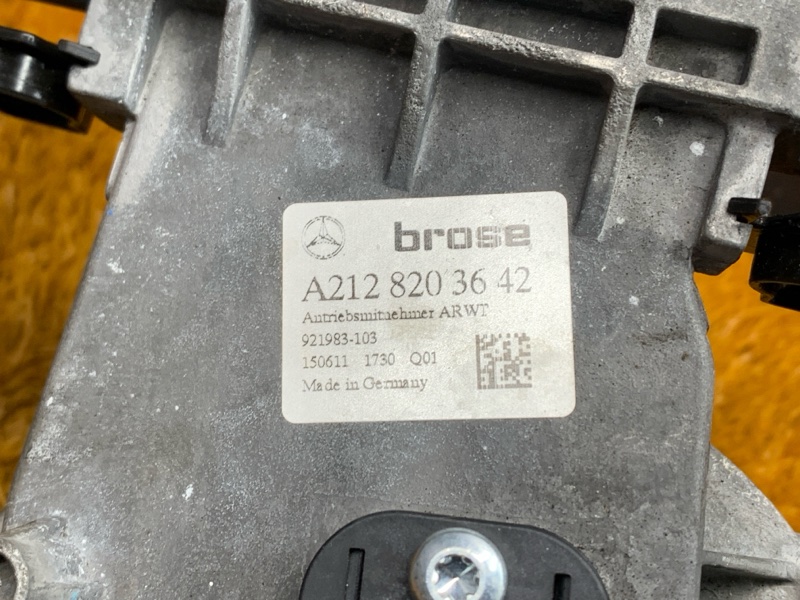 brose
A212 820 36 42
Antriebsmitnehmer ARWT
921983-103
150611 1730 Q01
Made in Germany